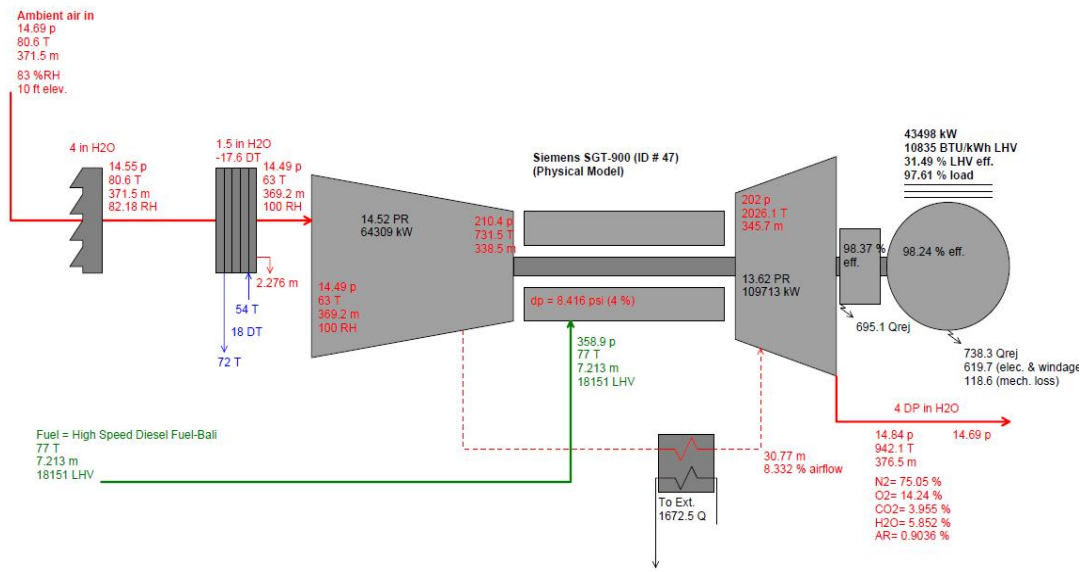 Ambient air in
14.69 p
80.6 T
371.5 m
83 %RH
10 ft elev.
4 in H2O
14.55 p
80.6 T
371.5 m
82.18 RH
1.5 in H2O
-17.6 DT
14.49 p
63 T
369.2 m
100 RH
2.276 m
54 T
18 DT
72 T
14.52 PR
64309 kW
14.49 p
63 T
369.2 m
100 RH
210.4 p
731.5 T
338.5 m
Siemens SGT-900 (ID # 47)
(Physical Model)
dp = 8.416 psi (4 %)
358.9 p
77 T
7.213 m
18151 LHV
202 p
2026.1 T
345.7 m
13.62 PR
109713 kW
98.37 %
eff.
695.1 Qrej
43498 kW
10835 BTU/kWh LHV
31.49 % LHV eff.
97.61 % load
98.24 % eff.
738.3 Qrej
619.7 (elec. & windage
118.6 (mech. loss)
4 DP in H2O
14.84 p
942.1 T
376.5 m
14.69 p
N2= 75.05 %
O2= 14.24 %
CO2= 3.955 %
H2O= 5.852 %
AR= 0.9036 %
30.77 m
8.332 % airflow
To Ext.
1672.5 Q
Fuel = High Speed Diesel Fuel-Bali
77 T
7.213 m
18151 LHV